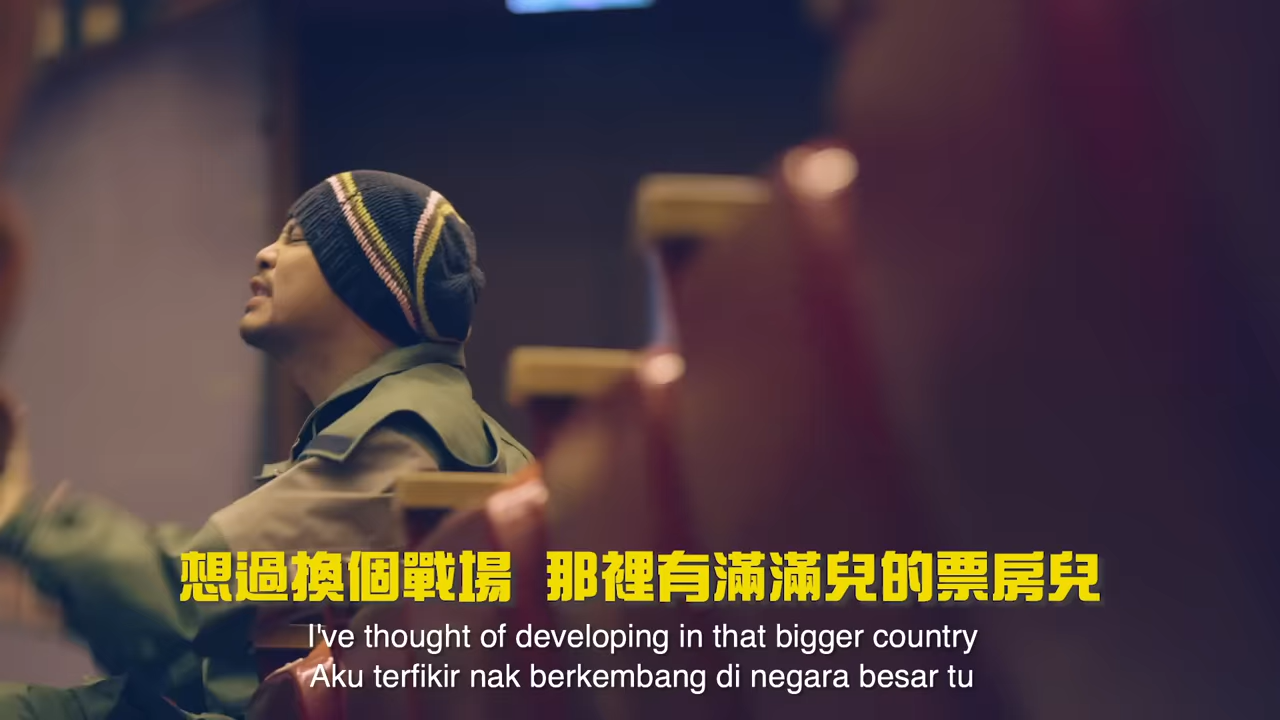 想過換個戰場 那裡有滿滿兒的票房兒
I've thought of developing in that bigger country
Aku terfikir nak berkembang di negara besar tu